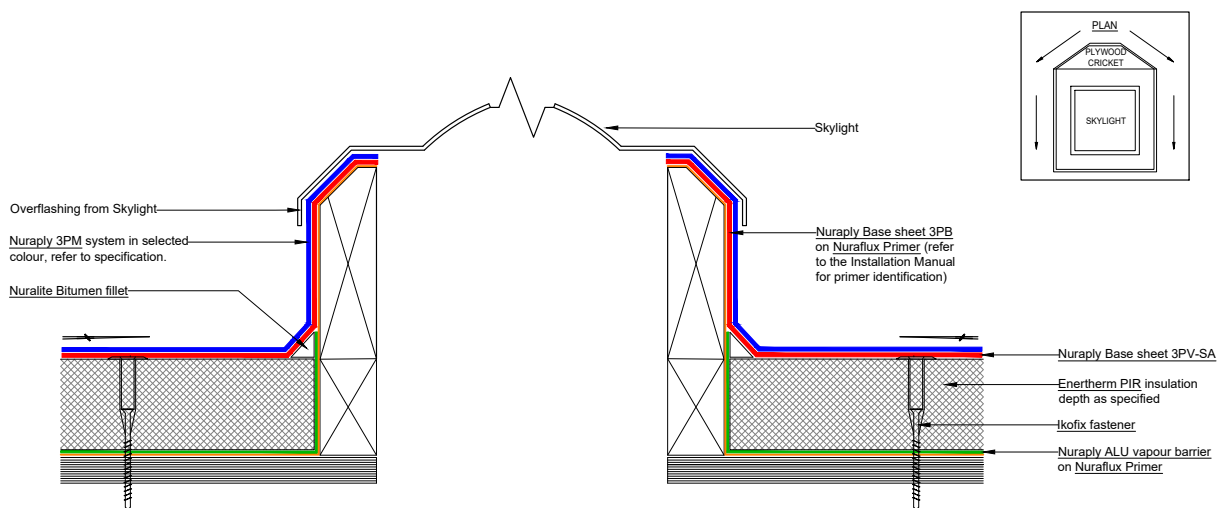 PLAN
PLYWOOD
CRICKET
SKYLIGHT
Skylight
Overflashing from Skylight
Nuraply 3PM system in selected
colour, refer to specification.
Nuralite Bitumen fillet
Nuraply Base sheet 3PB
on Nuraflux Primer (refer
to the Installation Manual
for primer identification)
Nuraply Base sheet 3PV-SA
Enertherm PIR insulation
depth as specified
Ikofix fastener
Nuraply ALU vapour barrier
on Nuraflux Primer